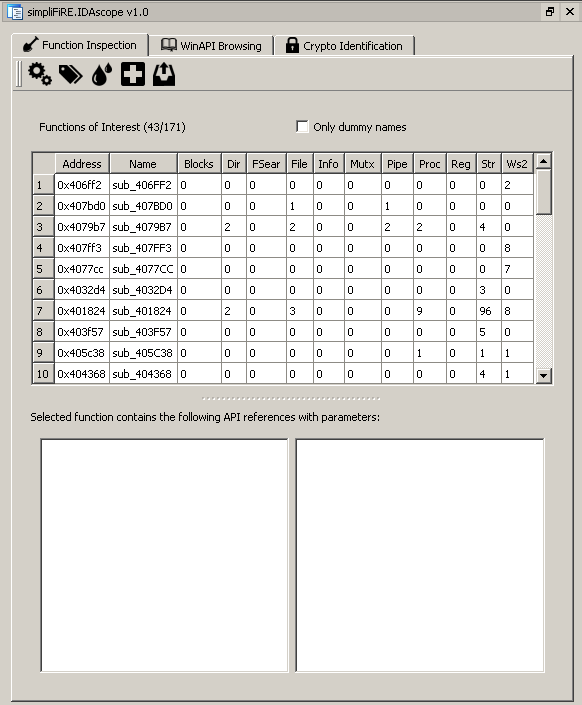 simpliFiRE.IDAscope v1.0
Function Inspection WinAPI Browsing Crypto Identification
Functions of Interest (43/171) Only dummy names
Address Name Blocks Dir FSear File Info Mutx Pipe Proc Reg Str Ws2
1 0x406ff2 sub_406FF2 0 0 0 0 0 0 0 0 0 0 2
2 0x407bd0 sub_407BD0 0 0 0 1 0 0 1 0 0 0 0
3 0x4079b7 sub_4079B7 0 2 0 2 0 0 2 2 0 4 0
4 0x407ff3 sub_407FF3 0 0 0 0 0 0 0 0 0 0 8
5 0x4077cc sub_4077CC 0 0 0 0 0 0 0 0 0 0 7
6 0x4032d4 sub_4032D4 0 0 0 0 0 0 0 0 0 3 0
7 0x401824 sub_401824 0 2 0 3 0 0 0 9 0 96 8
8 0x403f57 sub_403F57 0 0 0 0 0 0 0 0 0 5 0
9 0x405c38 sub_405C38 0 0 0 0 0 0 0 1 0 1 1
10 0x404368 sub_404368 0 0 0 0 0 0 0 0 0 4 1
Selected function contains the following API references with parameters: